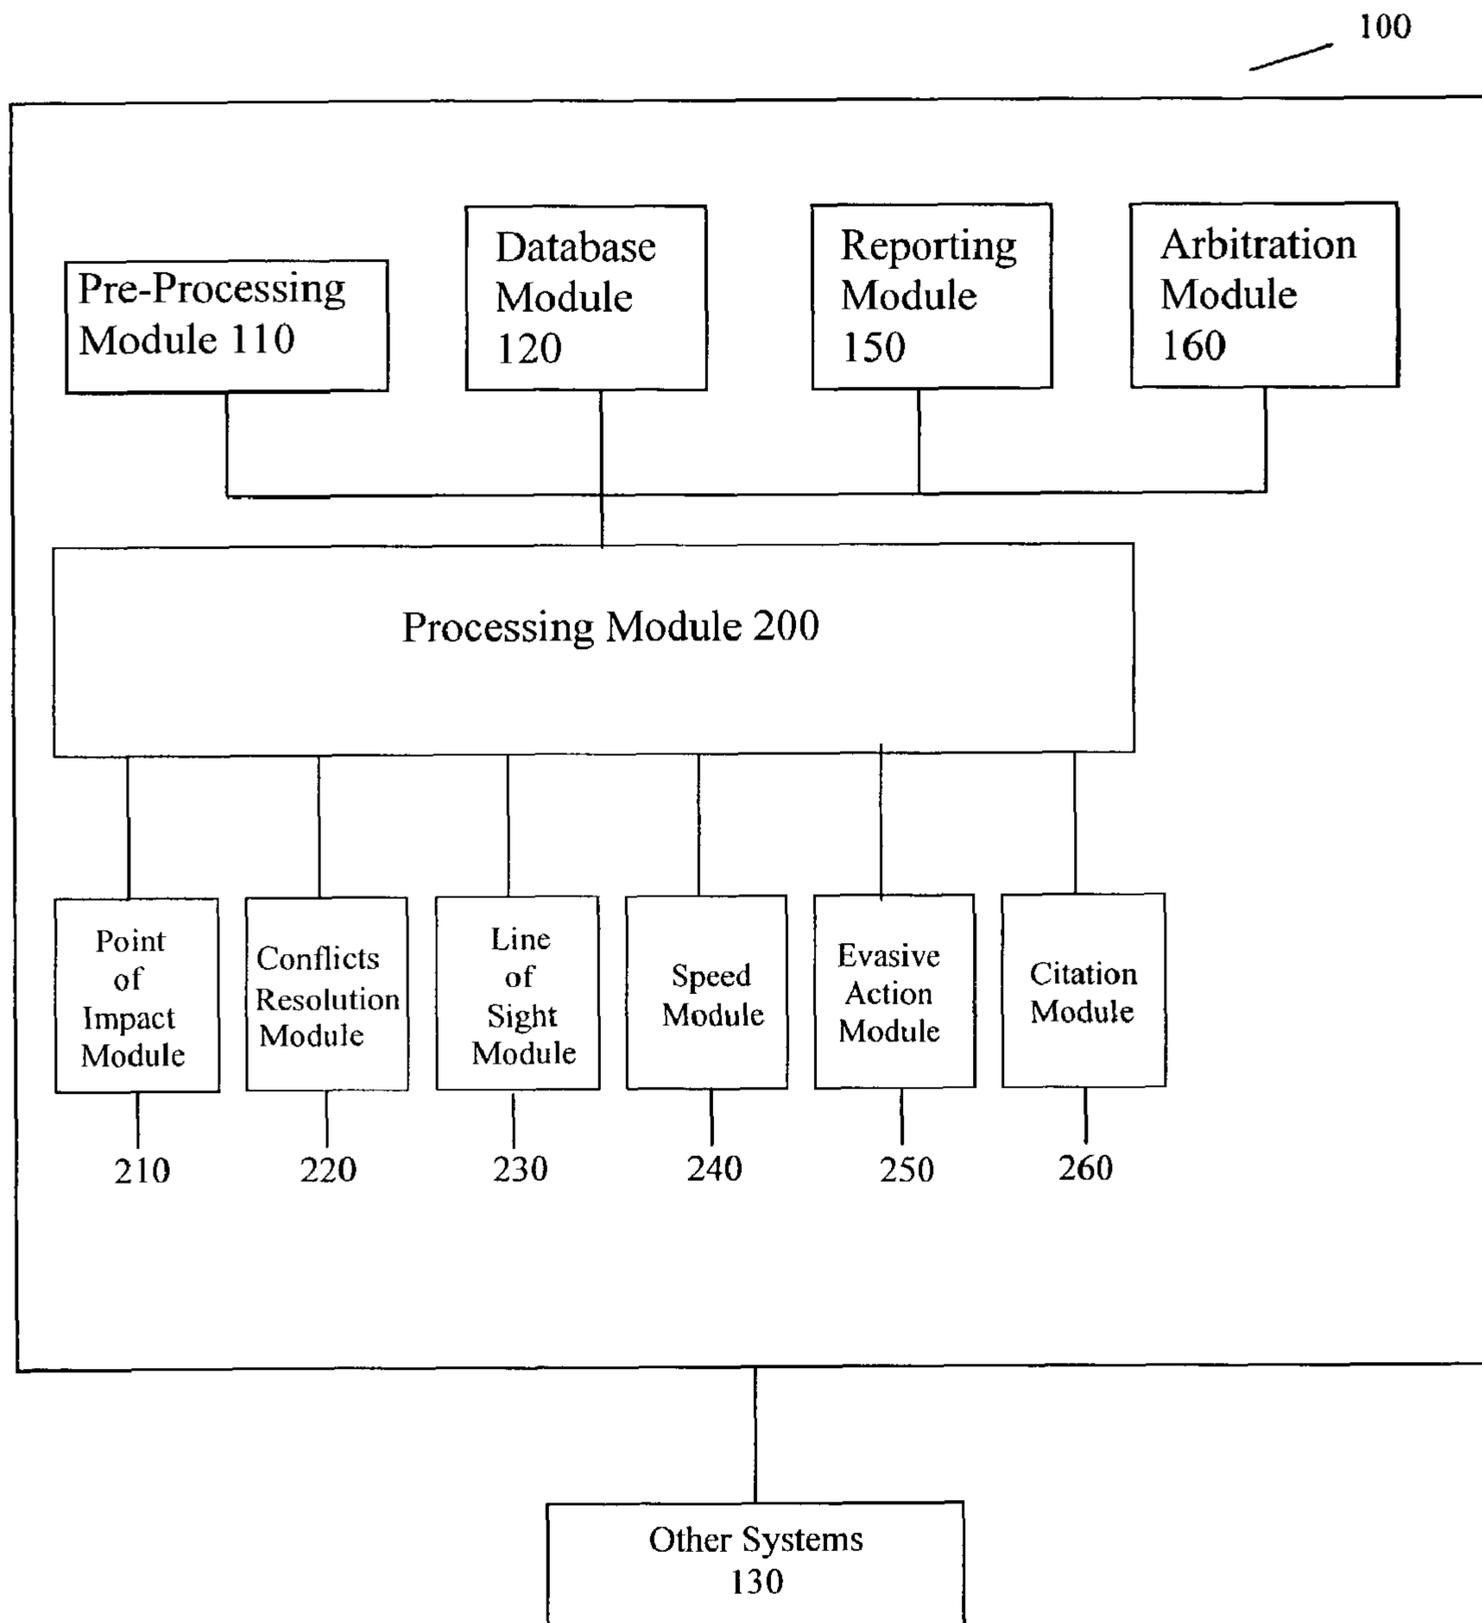 100
Pre-Processing
Module 110
Database
Module
120
Reporting
Module
150
Arbitration
Module
160
Processing Module 200
Point
of
Impact
Module
Conflicts
Resolution
Module
Line
of
Sight
Module
Speed
Module
Evasive
Action
Module
Citation
Module
210
220
230
240
250
260
Other Systems
130